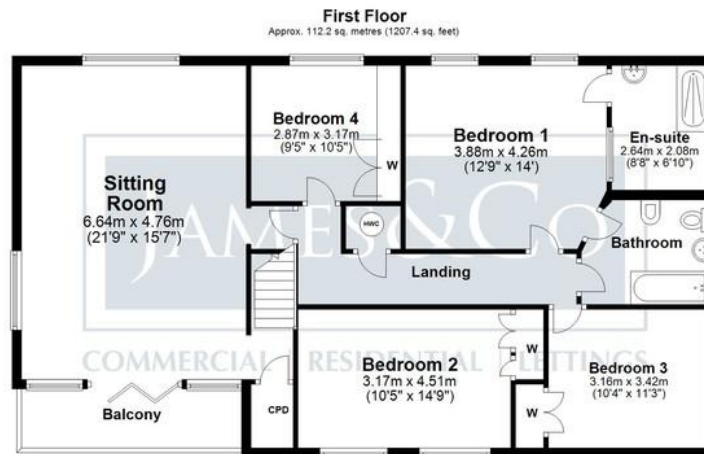 First Floor
Approx. 112.2 sq. metres (1207.4 sq. feet)
Bedroom 4
2.87m x 3.17m
(9'5" x 10'5")
W
Bedroom 1
3.88m x 4.26m
(12'9" x 14')
En-suite
2.64m x 2.08m
(8'8" x 6'10")
Sitting
Room
6.64m x 4.76m
(21'9" x 15'7")
HWC
Bathroom
JAMES&CO
Landing
COMMERCIAL RESIDENTIAL LETTINGS
Bedroom 2
3.17m x 4.51m
(10'5" x 14'9")
W
Bedroom 3
3.16m x 3.42m
(10'4" x 11'3")
W
Balcony
CPD